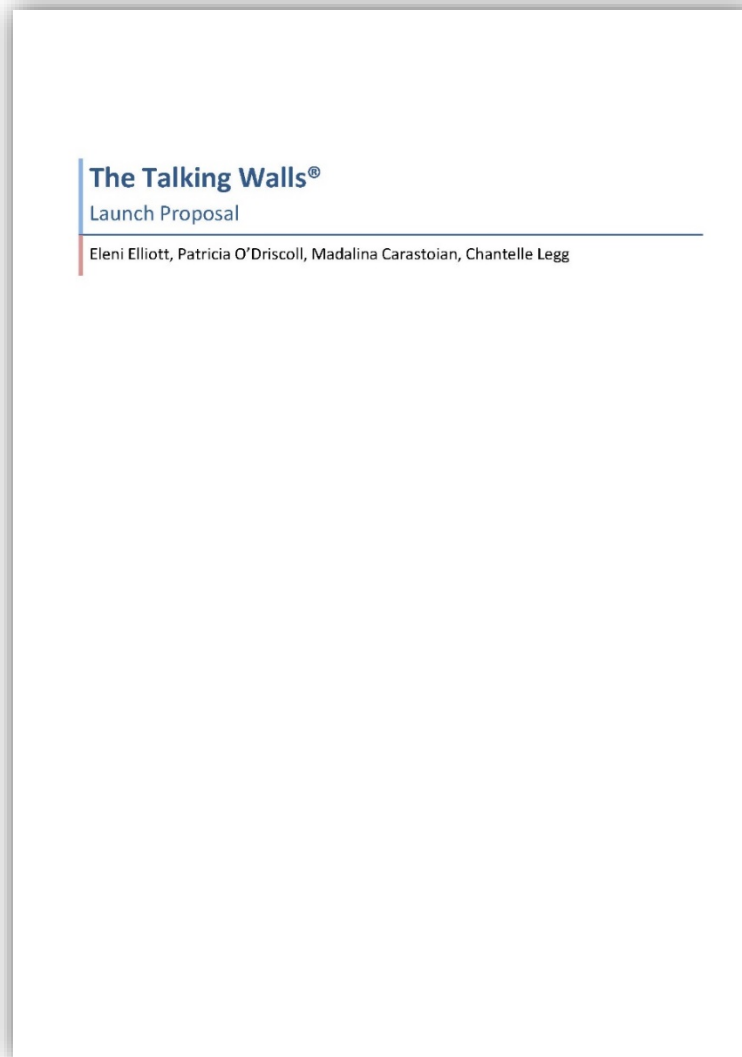 The Talking Walls®
Launch Proposal
Eleni Elliott, Patricia O’Driscoll, Madalina Carastoian, Chantelle Legg